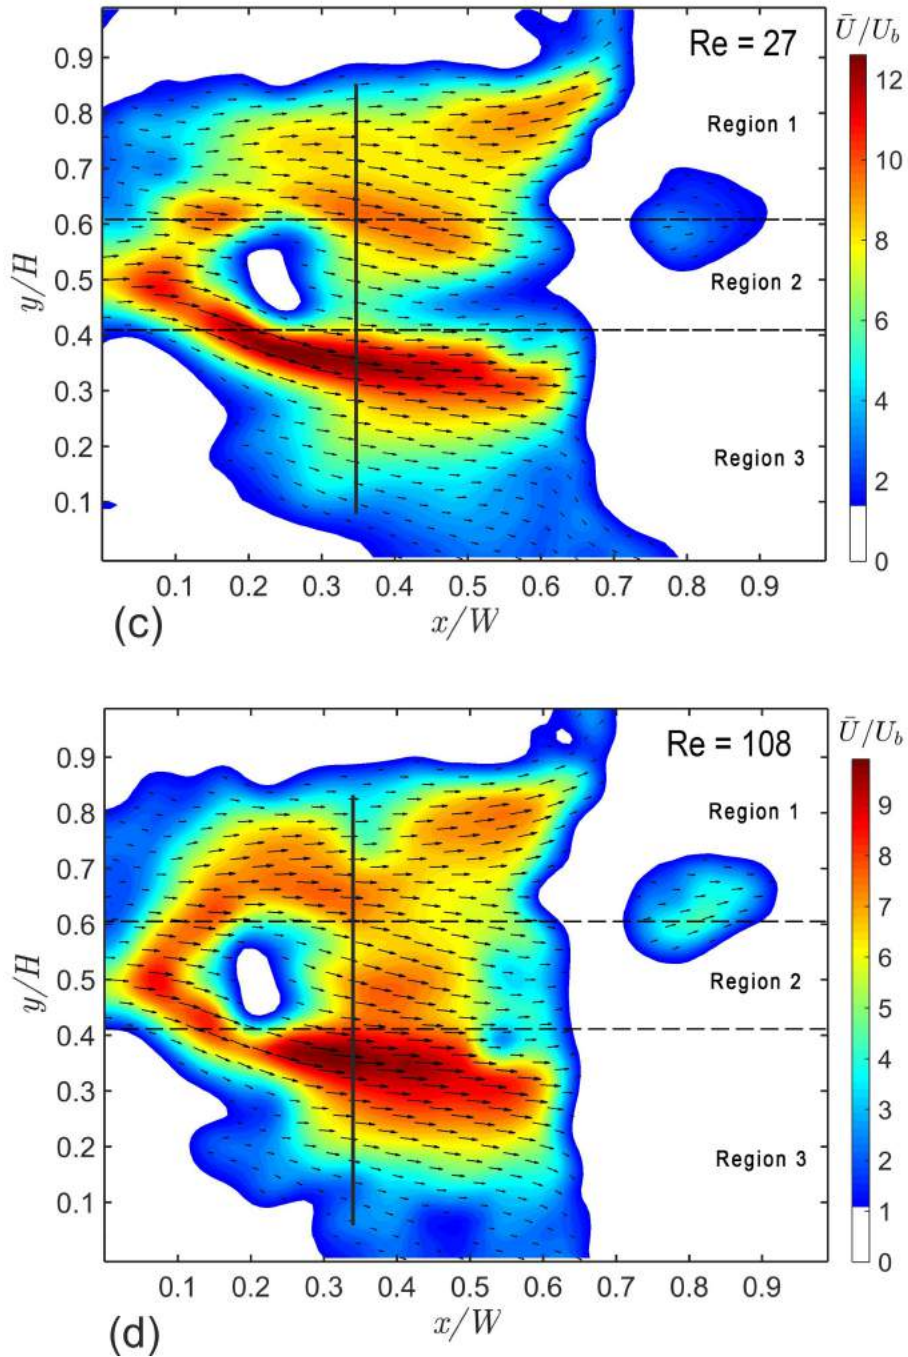 Ū/U_b
Re = 27
12
0.9
0.8
Region 1
10
0.7
0.6
8
y/H
0.5
Region 2
0.4
6
0.3
4
0.2
Region 3
2
0.1
0
0.1 0.2 0.3 0.4 0.5 0.6 0.7 0.8 0.9
(c)
x/W
Ū/U_b
Re = 108
0.9
9
0.8
Region 1
8
0.7
7
0.6
6
y/H
0.5
Region 2
5
0.4
4
0.3
3
0.2
Region 3
2
0.1
1
0
0.1 0.2 0.3 0.4 0.5 0.6 0.7 0.8 0.9
(d)
x/W